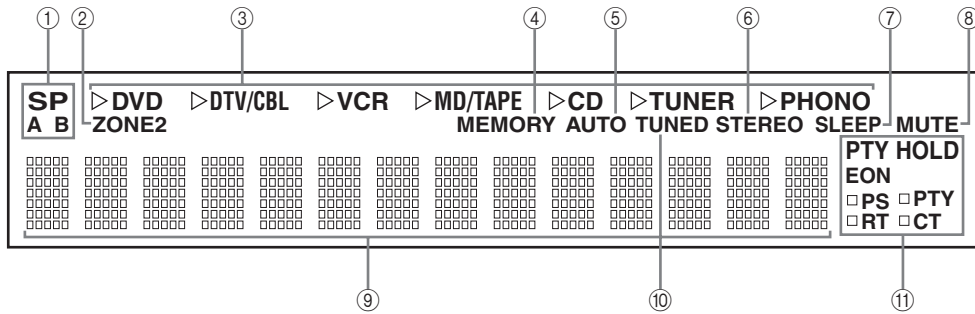 ① ② ③ ④ ⑤ ⑥ ⑦ ⑧
SP ▷DVD ▷DTV/CBL ▷VCR ▷MD/TAPE ▷CD ▷TUNER ▷PHONO
A B ZONE2 MEMORY AUTO TUNED STEREO SLEEP MUTE
PTY HOLD
EON
PS PTY
RT CT
⑨ ⑩ ⑪